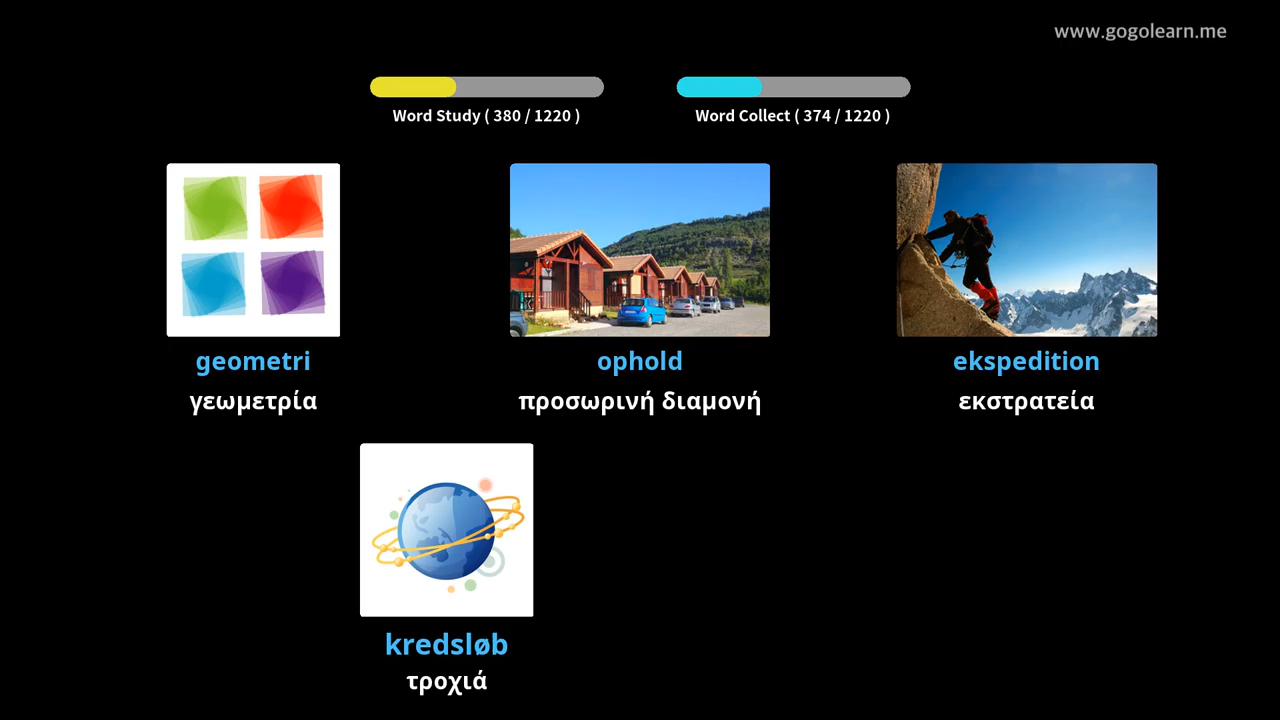 www.gogolearn.me
Word Study ( 380 / 1220 )
Word Collect ( 374 / 1220 )
geometri
ophold
ekspedition
γεωμετρία
προσωρινή διαμονή
εκστρατεία
kredsløb
τροχιά